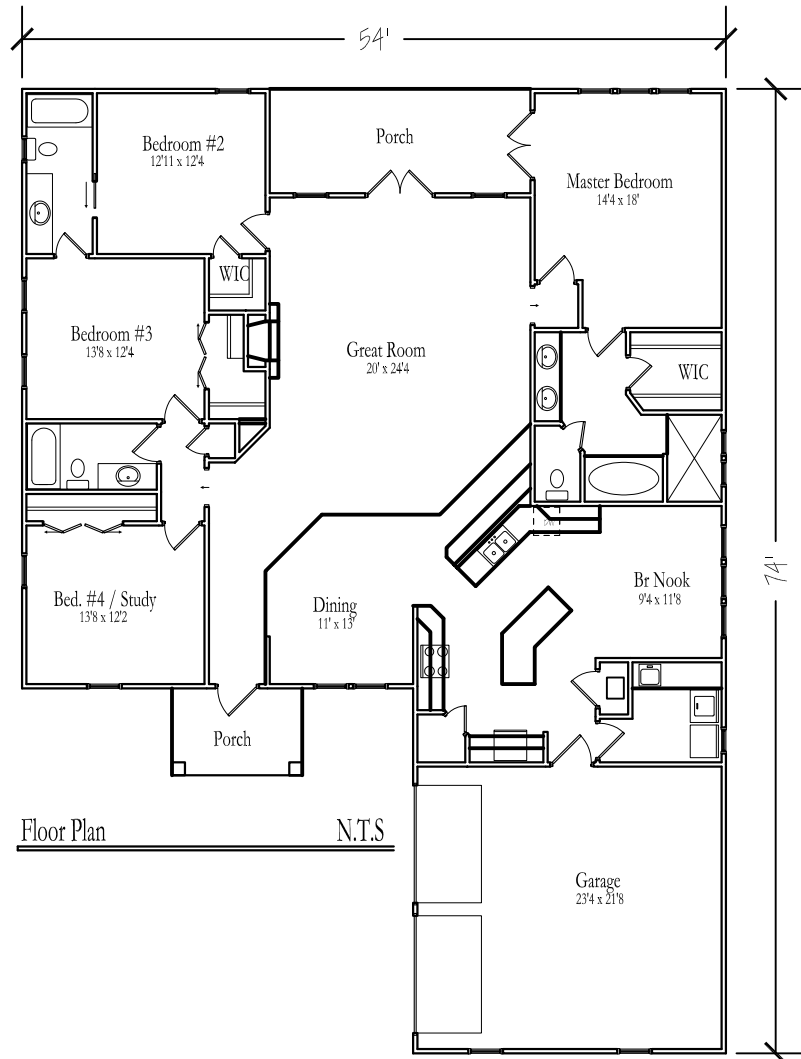 54'
Bedroom #2
12'11 x 12'4
Porch
Master Bedroom
14'4 x 18'
WIC
Bedroom #3
13'8 x 12'4
Great Room
20' x 24'4
WIC
74'
Br Nook
9'4 x 11'8
Bed. #4 / Study
13'8 x 12'2
Dining
11' x 13'
Porch
Floor Plan
N.T.S
Garage
23'4 x 21'8